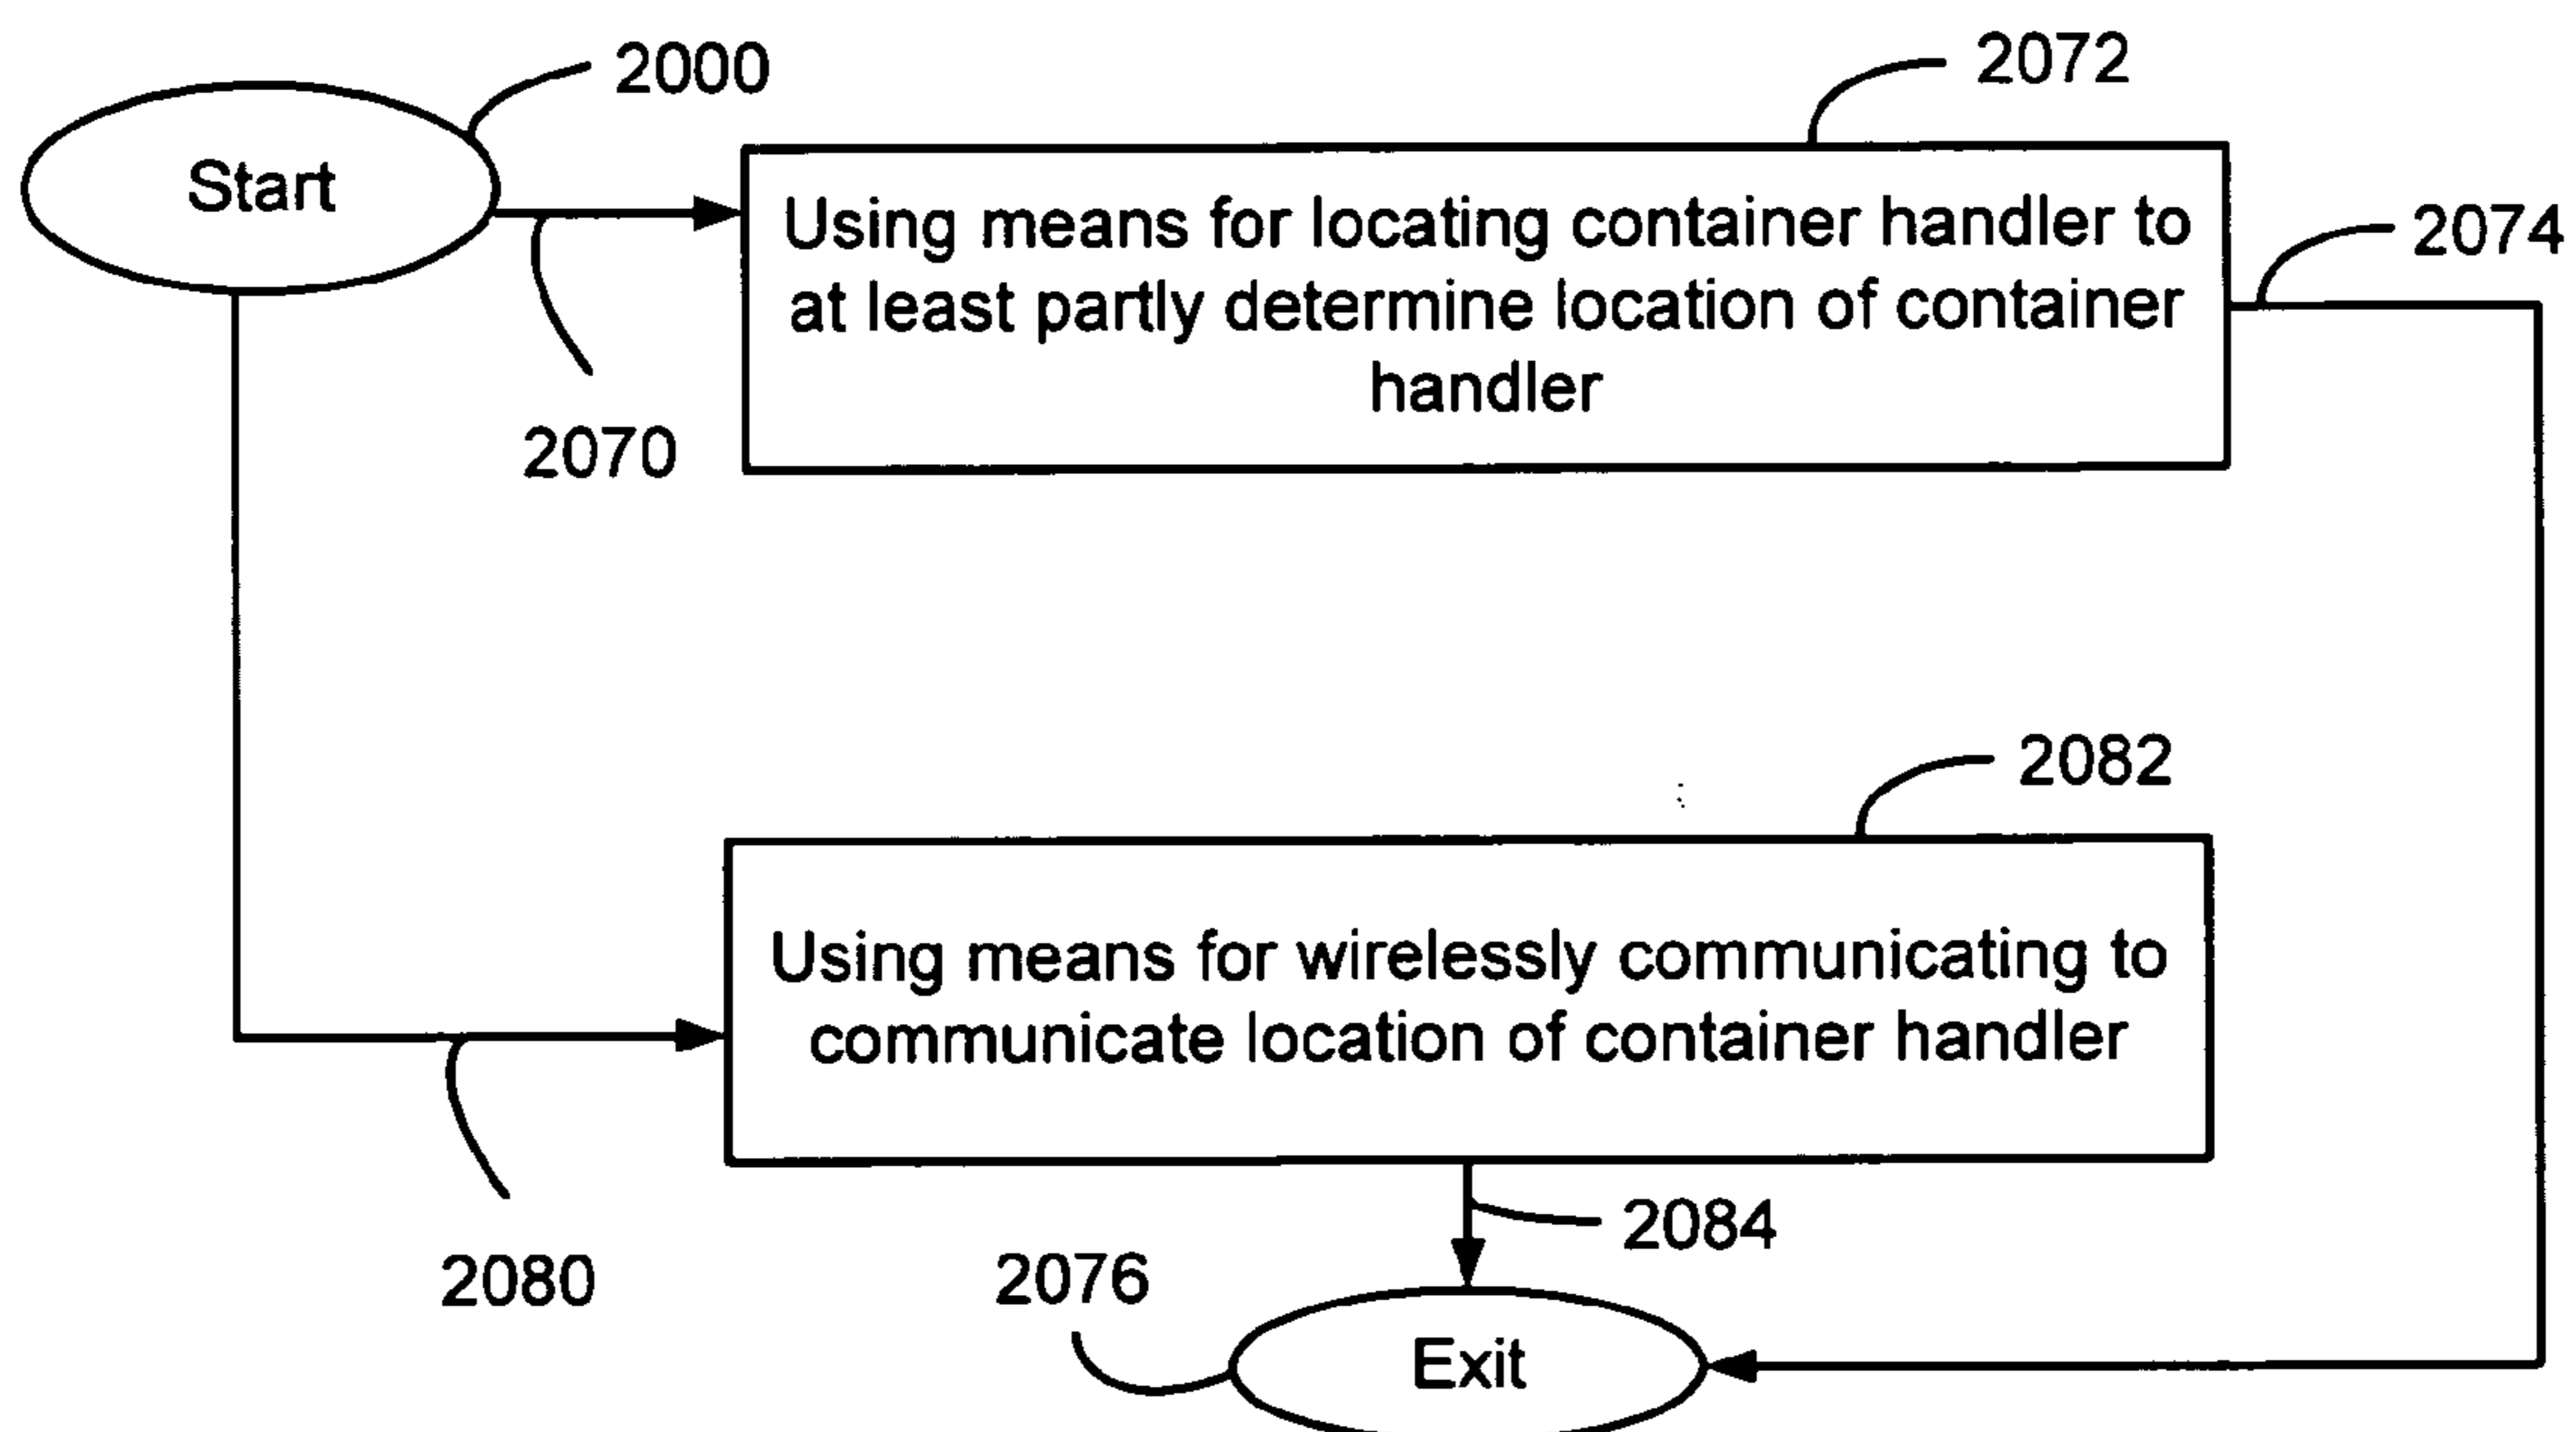 2000
2072
Start
Using means for locating container handler to
at least partly determine location of container
handler
2074
2070
2082
Using means for wirelessly communicating to
communicate location of container handler
2084
2080
2076
Exit